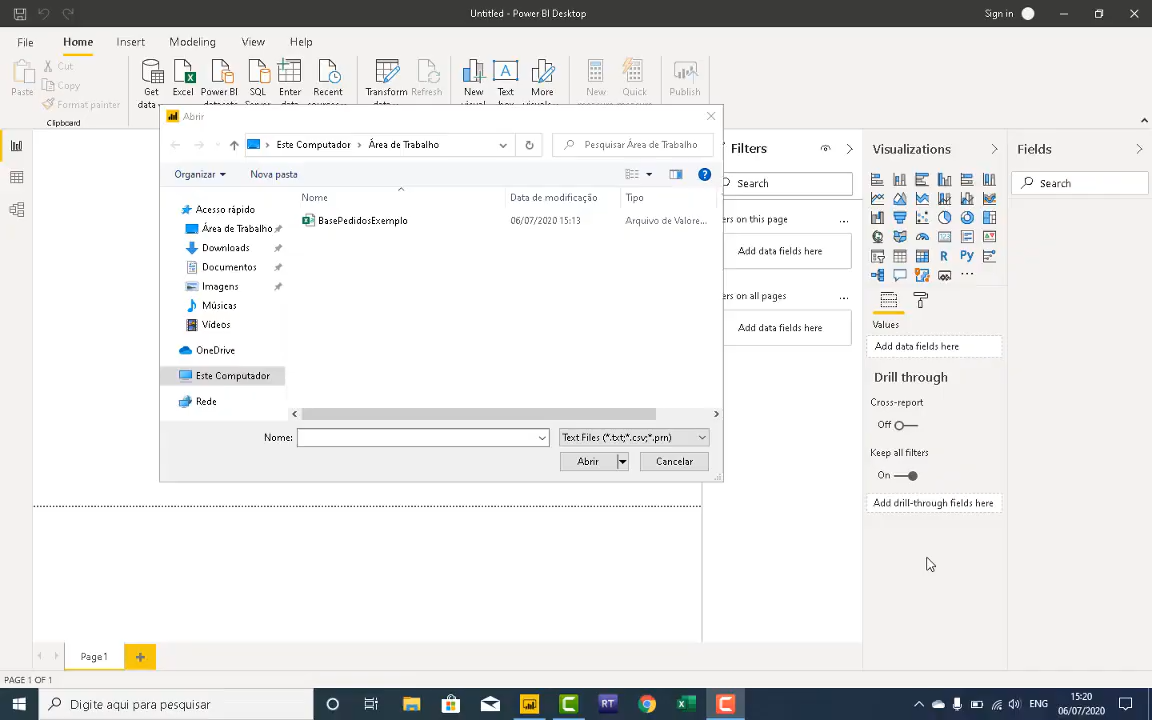 Untitled - Power BI Desktop
Sign in
File
Home
Insert
Modeling
View
Help
Paste
Cut
Copy
Format painter
Clipboard
Get
data
Excel
Power BI
SQL
Enter
data
Recent
Transform
Refresh
New
Text
More
New
Quick
Publish
Abrir
Este Computador
Área de Trabalho
Pesquisar Área de Trabalho
Organizar
Nova pasta
Nome
Data de modificação
Tipo
BasePedidosExemplo
06/07/2020 15:13
Arquivo de Valore...
Acesso rápido
Área de Trabalho
Downloads
Documentos
Imagens
Músicas
Vídeos
OneDrive
Este Computador
Rede
Nome:
Text Files (*.txt;*.csv;*.prn)
Abrir
Cancelar
Filters
Search
ers on this page
...
Add data fields here
ers on all pages
...
Add data fields here
Visualizations
R
Py
...
Values
Add data fields here
Drill through
Cross-report
Off
Keep all filters
On
Add drill-through fields here
Fields
Search
Page1
PAGE 1 OF 1
Digite aqui para pesquisar
RT
ENG
15:20
06/07/2020